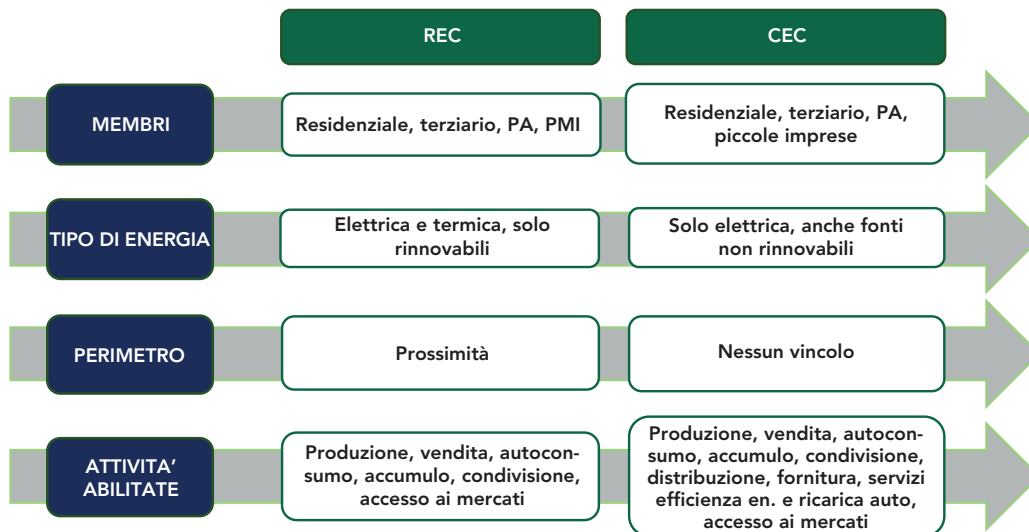 REC
CEC
MEMBRI
Residenziale, terziario, PA, PMI
Residenziale, terziario, PA,
piccole imprese
TIPO DI ENERGIA
Elettrica e termica, solo
rinnovabili
Solo elettrica, anche fonti
non rinnovabili
PERIMETRO
Prossimità
Nessun vincolo
ATTIVITA’
ABILITATE
Produzione, vendita, autocon-
sumo, accumulo, condivisione,
accesso ai mercati
Produzione, vendita, autocon-
sumo, accumulo, condivisione,
distribuzione, fornitura, servizi
efficienza en. e ricarica auto,
accesso ai mercati